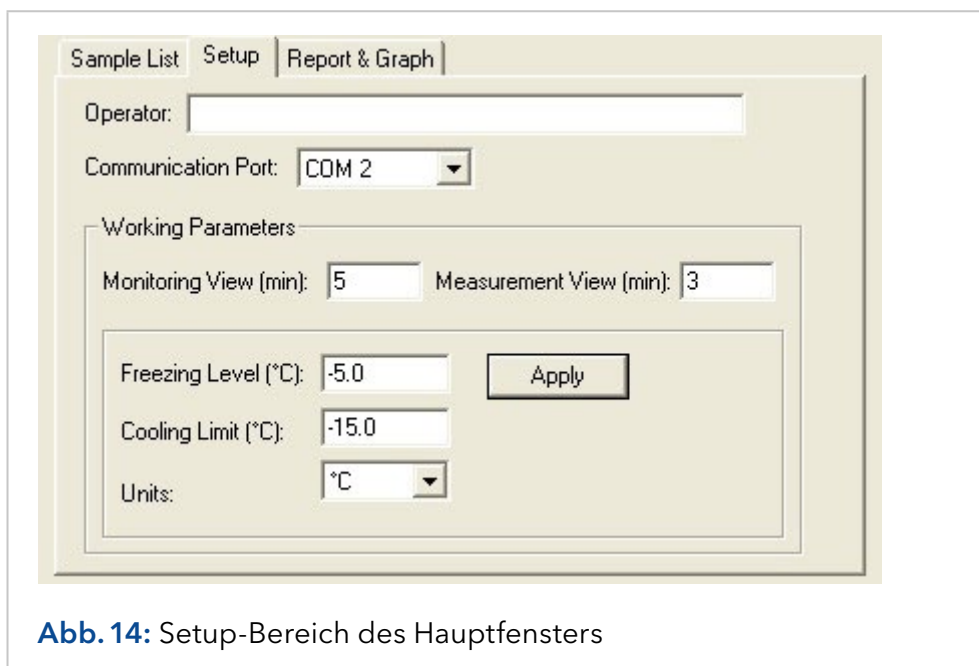 Sample List Setup Report & Graph
Operator:
Communication Port: COM 2
Working Parameters
Monitoring View (min): 5 Measurement View (min): 3
Freezing Level (°C): -5.0 Apply
Cooling Limit (°C): -15.0
Units: °C
Abb. 14: Setup-Bereich des Hauptfensters